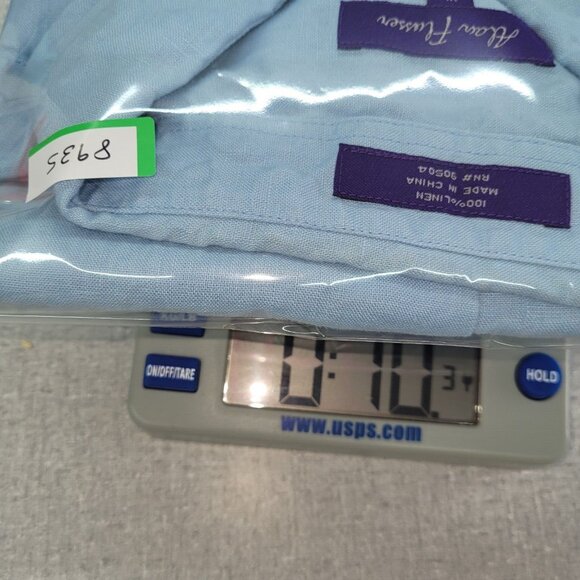 Alan Flusser
8935
100% LINEN
MADE IN CHINA
RN# 90504
ON/OFF/TARE
0:10.3
HOLD
www.usps.com